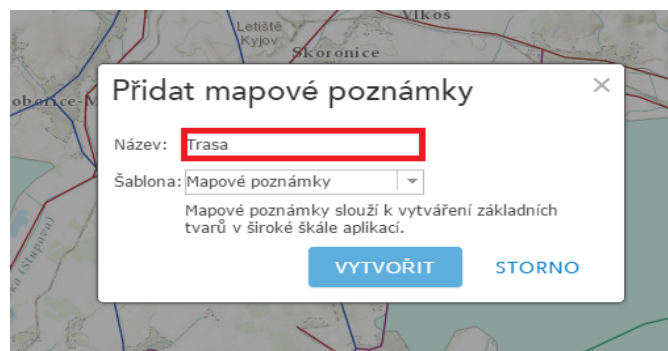 Vlkoš
Letiště
Kyjov
Skoronice
Přidat mapové poznámky
Název: Trasa
Šablona: Mapové poznámky
Mapové poznámky slouží k vytváření základních
tvarů v široké škále aplikací.
VYTVOŘIT STORNO
(Stupava)